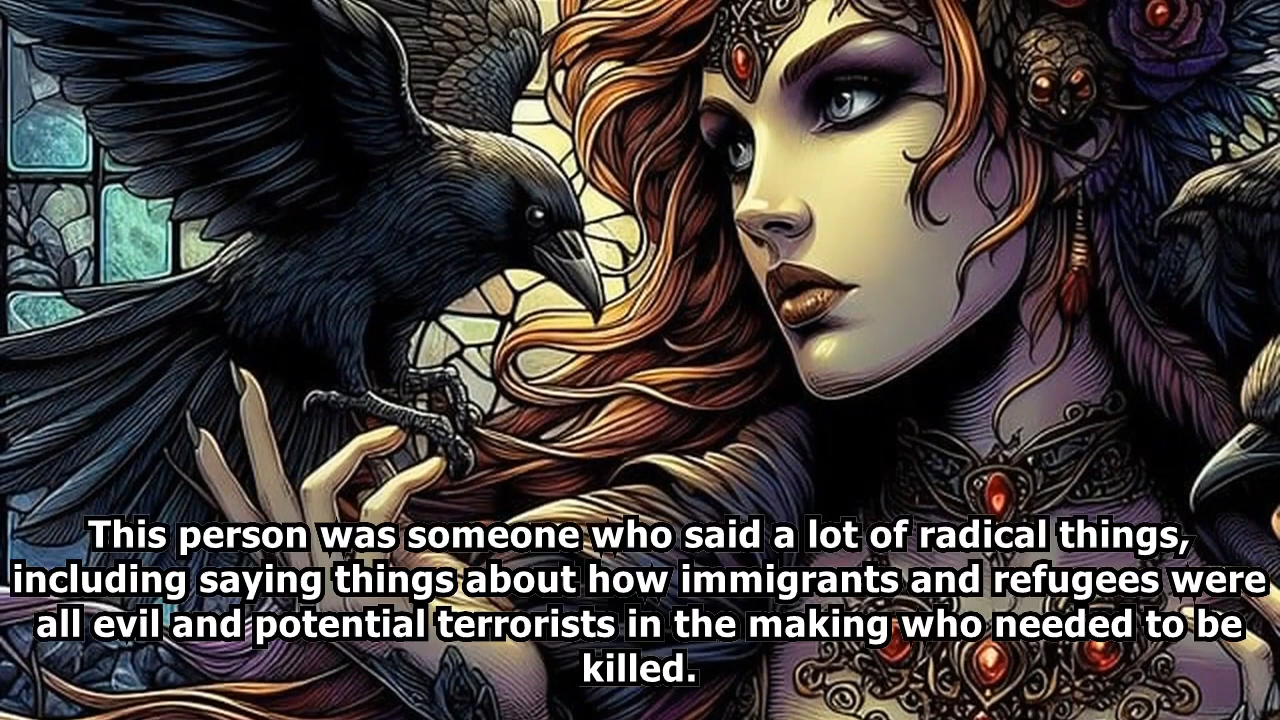 This person was someone who said a lot of radical things,
including saying things about how immigrants and refugees were
all evil and potential terrorists in the making who needed to be
killed.